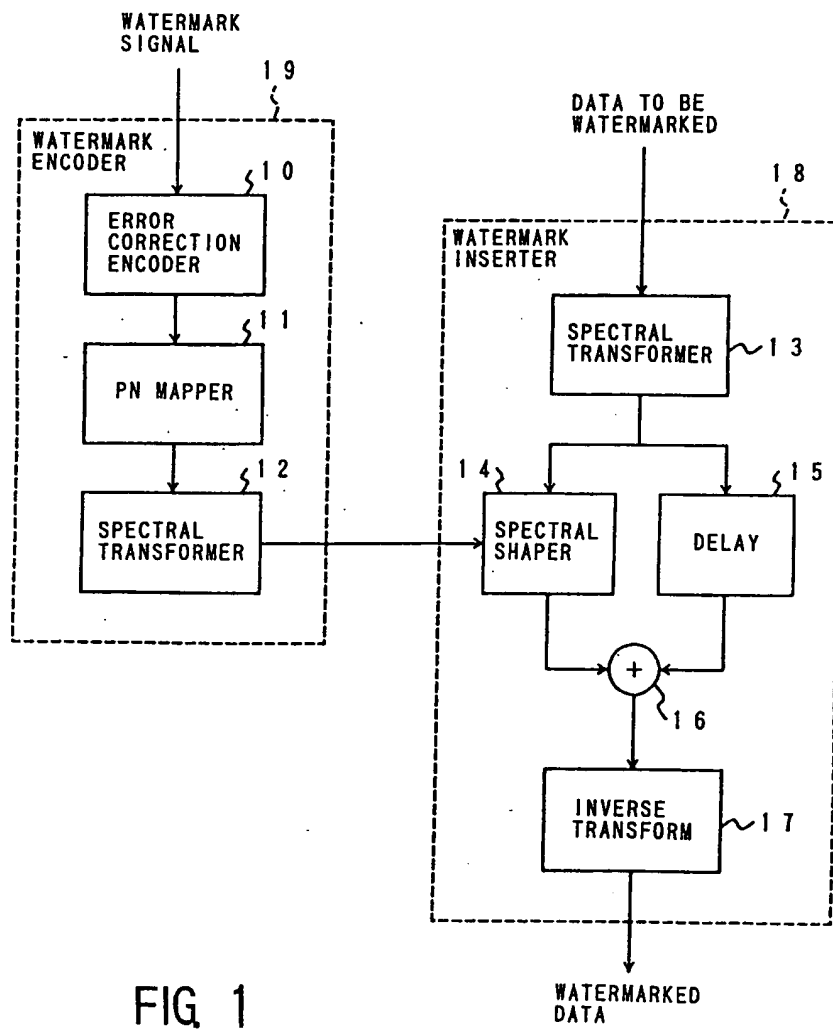 WATERMARK
SIGNAL
19
WATERMARK
ENCODER
10
ERROR
CORRECTION
ENCODER
11
PN MAPPER
12
SPECTRAL
TRANSFORMER
DATA TO BE
WATERMARKED
18
WATERMARK
INSERTER
SPECTRAL
TRANSFORMER
13
14
SPECTRAL
SHAPER
15
DELAY
+
16
INVERSE
TRANSFORM
17
WATERMARKED
DATA
FIG. 1